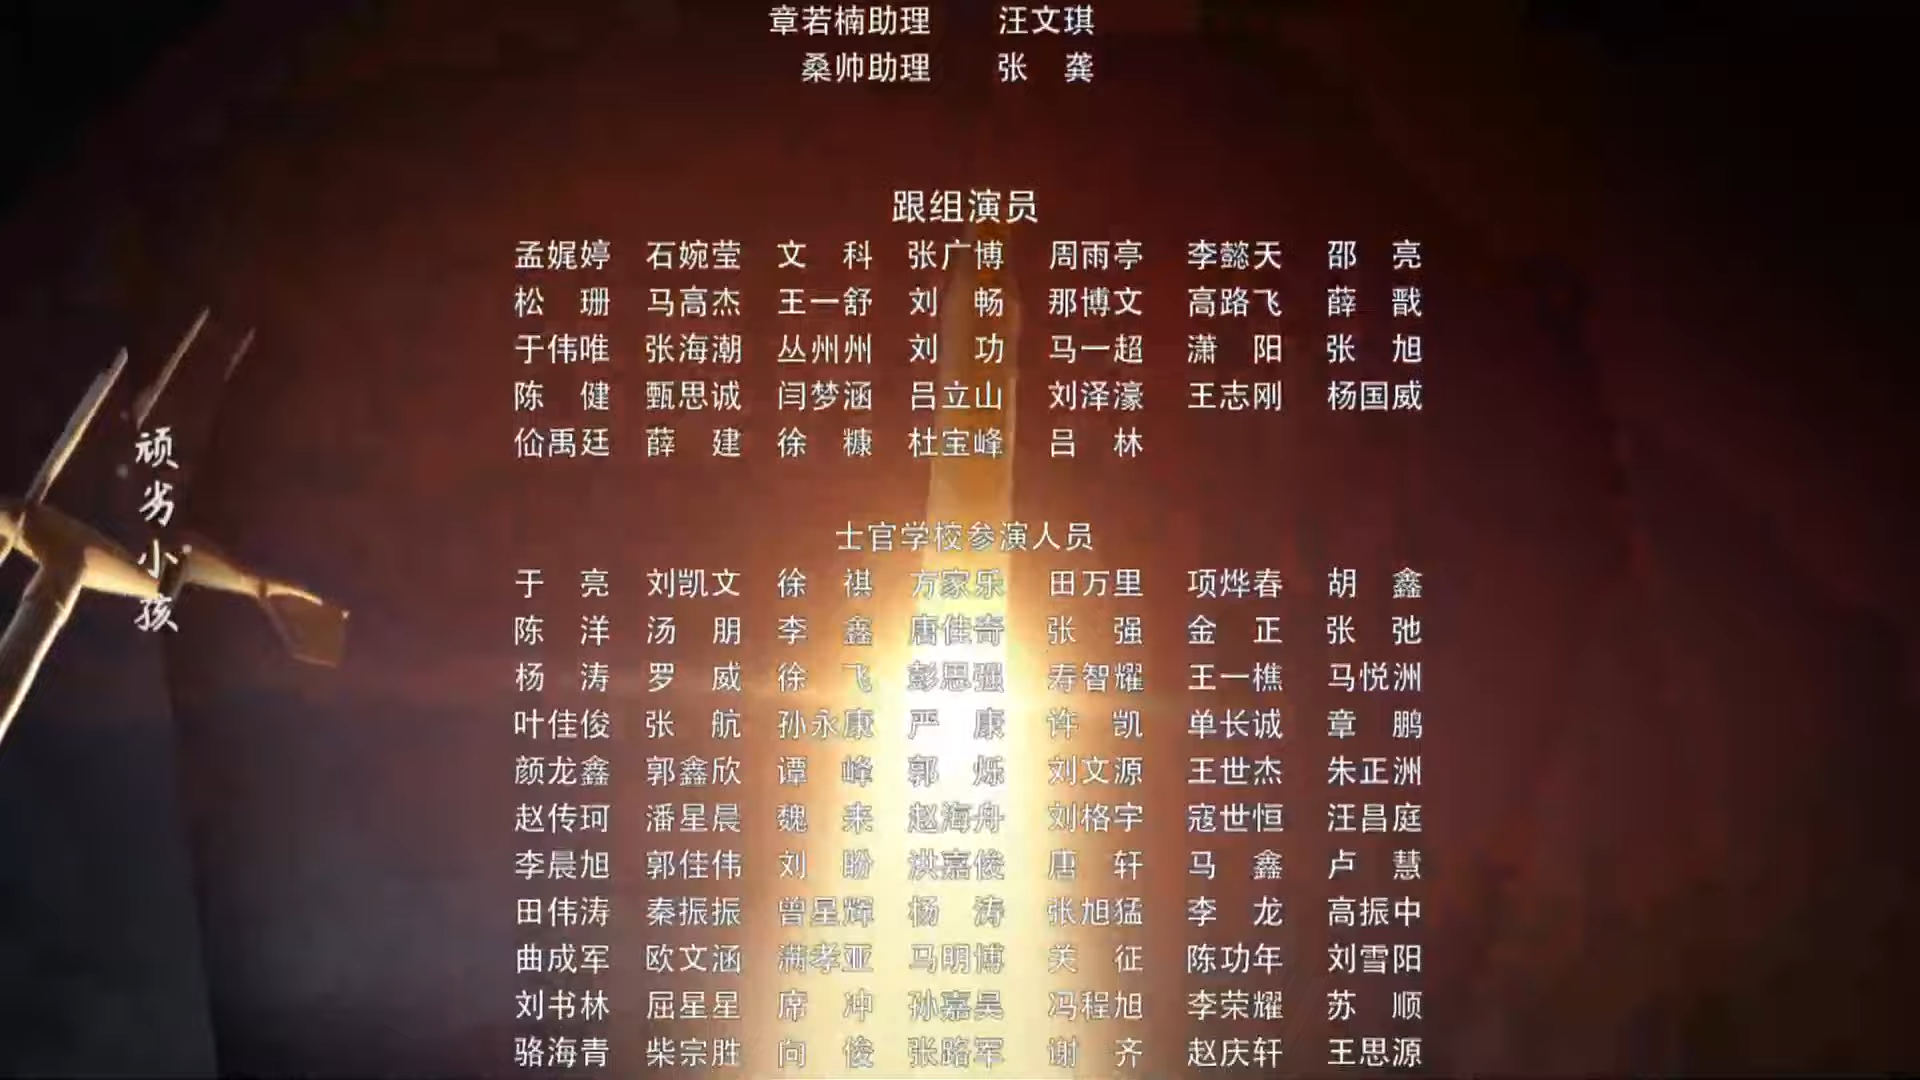 章若楠助理 汪文琪
桑帅助理 张 龚
跟组演员
孟娓婷 石婉莹 文 科 张广博 周雨亭 李懿天 邵 亮
松 珊 马高杰 王一舒 刘 畅 那博文 高路飞 薛 戬
于伟唯 张海潮 丛州州 刘 功 马一超 潇 阳 张 旭
陈 健 甄思诚 闫梦涵 吕立山 刘泽濠 王志刚 杨国威
禹廷 薛 建 徐 糠 杜宝峰 吕 林
士官学校参演人员
于 亮 刘凯文 徐 祺 方家乐 田万里 项烨春 胡 鑫
陈 洋 汤 朋 李 鑫 唐佳奇 张 强 金 正 张 弛
杨 涛 罗 威 徐 飞 彭思强 寿智耀 王一樵 马悦洲
叶佳俊 张 航 孙永康 严 康 许 凯 单长诚 章 鹏
颜龙鑫 郭鑫欣 谭 峰 郭 烁 刘文源 王世杰 朱正洲
赵传珂 潘星晨 魏 来 赵海舟 刘格宇 寇世恒 汪昌庭
李晨旭 郭佳伟 刘 盼 洪嘉俊 唐 轩 马 鑫 卢 慧
田伟涛 秦振振 曾星辉 杨 涛 张旭猛 李 龙 高振中
曲成军 欧文涵 满孝亚 马明博 关 征 陈功年 刘雪阳
刘书林 屈星星 席 冲 孙嘉昊 冯程旭 李荣耀 苏 顺
骆海青 柴宗胜 向 俊 张路军 谢 齐 赵庆轩 王思源
顽劣小孩